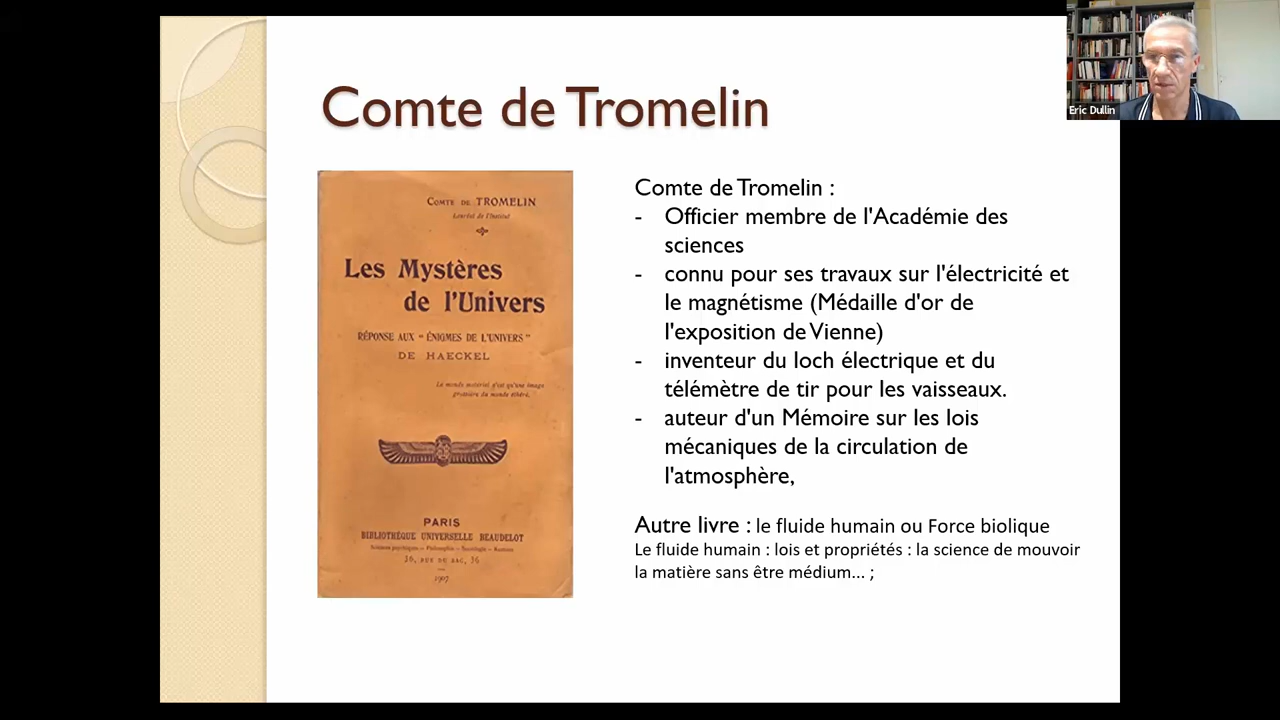 Comte de Tromelin
Eric Dullin
COMTE DE TROMELIN
Lauréat de l'Institut
Les Mystères
de l'Univers
RÉPONSE AUX "ÉNIGMES DE L'UNIVERS"
DE HAECKEL
Le monde matériel n'est qu'une image
grossière du monde éthéré.
PARIS
BIBLIOTHÈQUE UNIVERSELLE BEAUDELOT
Sciences psychiques — Philosophie — Sociologie —
36, RUE DU BAC, 36
1907
Comte de Tromelin :
- Officier membre de l'Académie des
sciences
- connu pour ses travaux sur l'électricité et
le magnétisme (Médaille d'or de
l'exposition de Vienne)
- inventeur du loch électrique et du
télémètre de tir pour les vaisseaux.
- auteur d'un Mémoire sur les lois
mécaniques de la circulation de
l'atmosphère,
Autre livre : le fluide humain ou Force biolique
Le fluide humain : lois et propriétés : la science de mouvoir
la matière sans être médium... ;